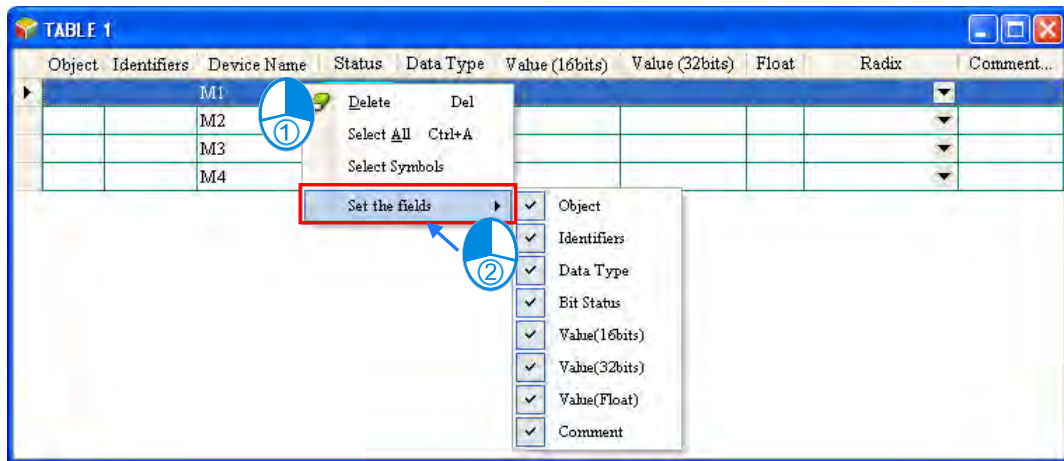 TABLE 1
Object Identifiers Device Name Status Data Type Value (16bits) Value (32bits) Float Radix Comment...
M1
M2
M3
M4
①
Delete Del
Select All Ctrl+A
Select Symbols
Set the fields
②
Object
Identifiers
Data Type
Bit Status
Value(16bits)
Value(32bits)
Value(Float)
Comment